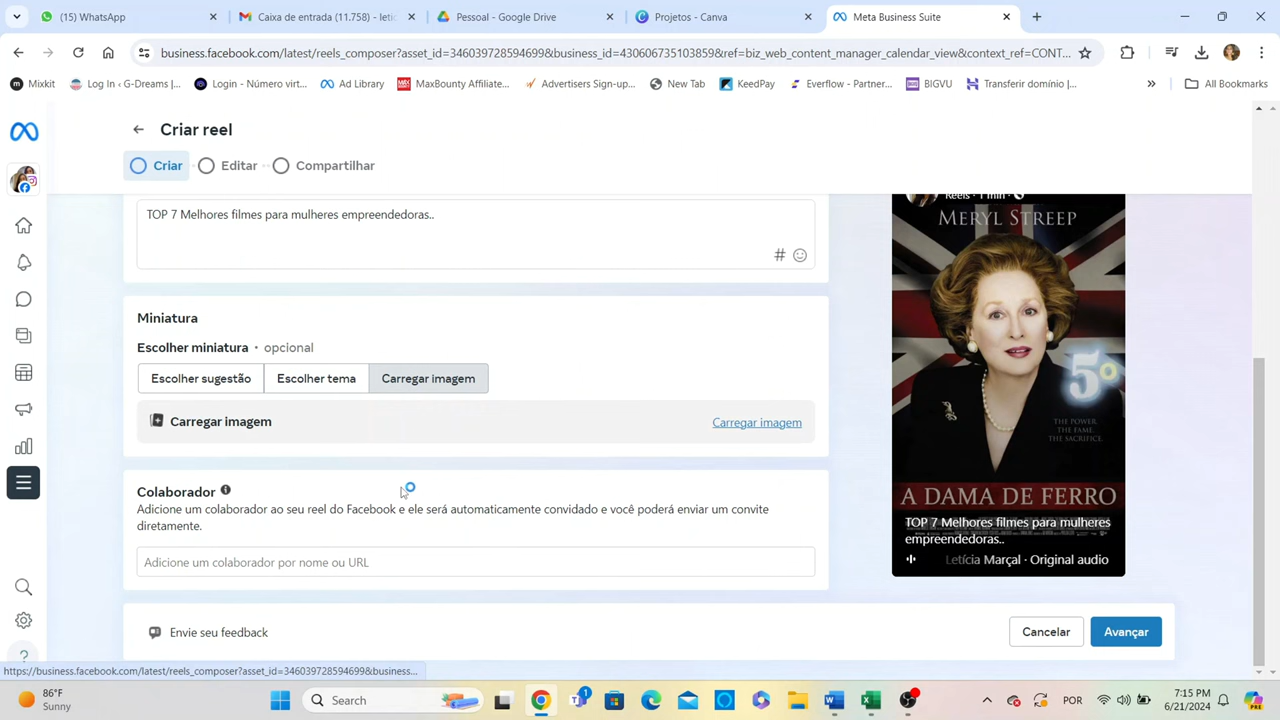 (15) WhatsApp
Caixa de entrada (11.758) - leti
Pessoal - Google Drive
Projetos - Canva
Meta Business Suite
business.facebook.com/latest/reels_composer?asset_id=346039728594699&business_id=430606735103859&ref=biz_web_content_manager_calendar_view&context_ref=CONT...
Mixkit
Log In ‹ G-Dreams |...
Login - Número virt...
Ad Library
MaxBounty Affiliate...
Advertisers Sign-up...
New Tab
KeedPay
Everflow - Partner...
BIGVU
Transferir domínio |...
»
All Bookmarks
Criar reel
Criar
Editar
Compartilhar
TOP 7 Melhores filmes para mulheres empreendedoras..
#
Miniatura
Escolher miniatura • opcional
Escolher sugestão
Escolher tema
Carregar imagem
Carregar imagem
Carregar imagem
Colaborador
Adicione um colaborador ao seu reel do Facebook e ele será automaticamente convidado e você poderá enviar um convite
diretamente.
Adicione um colaborador por nome ou URL
Reels · 1 min ·
MERYL STREEP
5º
THE POWER.
THE FAME.
THE SACRIFICE.
A DAMA DE FERRO
TOP 7 Melhores filmes para mulheres
empreendedoras..
Letícia Marçal · Original audio
Envie seu feedback
Cancelar
Avançar
?
https://business.facebook.com/latest/reels_composer?asset_id=346039728594699&business...
86°F
Sunny
Search
1
POR
7:15 PM
6/21/2024
PRE